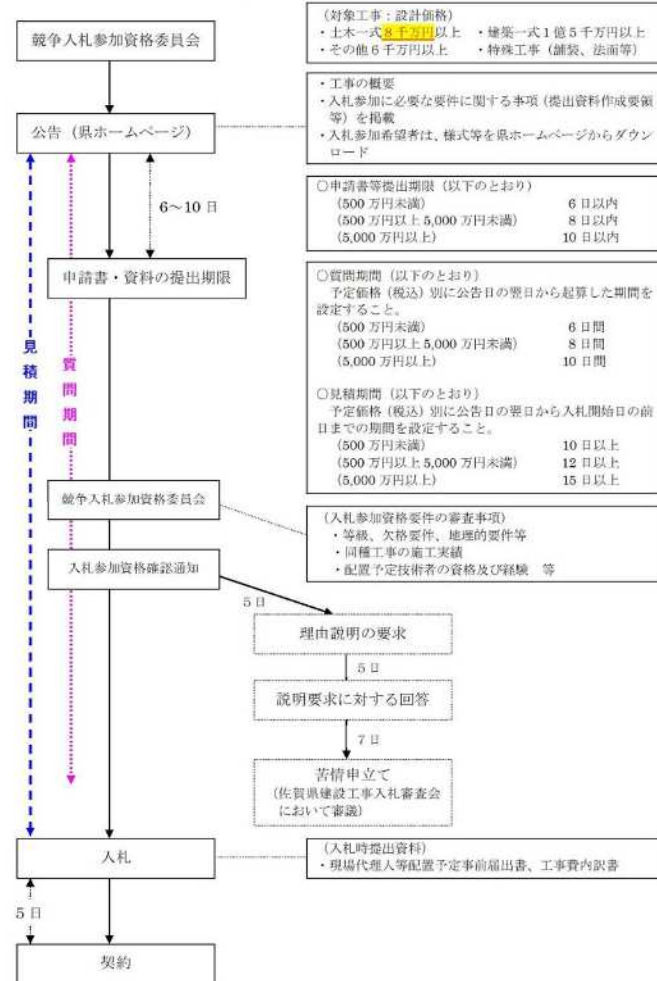 競争入札参加資格委員会
(対象工事：設計価格)
・土木一式8千万円以上 ・建築一式1億5千万円以上
・その他6千万円以上 ・特殊工事(舗装、法面等)
公告(県ホームページ)
・工事の概要
・入札参加に必要な要件に関する事項(提出資料作成要領
等)を掲載
・入札参加希望者は、様式等を県ホームページからダウン
ロード
6～10日
○申請書等提出期限(以下のとおり)
(500万円未満) 6日以内
(500万円以上5,000万円未満) 8日以内
(5,000万円以上) 10日以内
申請書・資料の提出期限
○質問期間(以下のとおり)
予定価格(税込)別に公告日の翌日から起算した期間を
設定すること。
(500万円未満) 6日間
(500万円以上5,000万円未満) 8日間
(5,000万円以上) 10日間
見積期間
質問期間
○見積期間(以下のとおり)
予定価格(税込)別に公告日の翌日から入札開始日の前
日までの期間を設定すること。
(500万円未満) 10日以上
(500万円以上5,000万円未満) 12日以上
(5,000万円以上) 15日以上
競争入札参加資格委員会
(入札参加資格要件の審査事項)
・等級、欠格要件、地理的要件等
・同種工事の施工実績
・配置予定技術者の資格及び経験 等
入札参加資格確認通知
5日
理由説明の要求
5日
説明要求に対する回答
7日
苦情申立て
(佐賀県建設工事入札審査会
において審議)
入札
(入札時提出資料)
・現場代理人等配置予定事前届出書、工事費内訳書
5日
契約